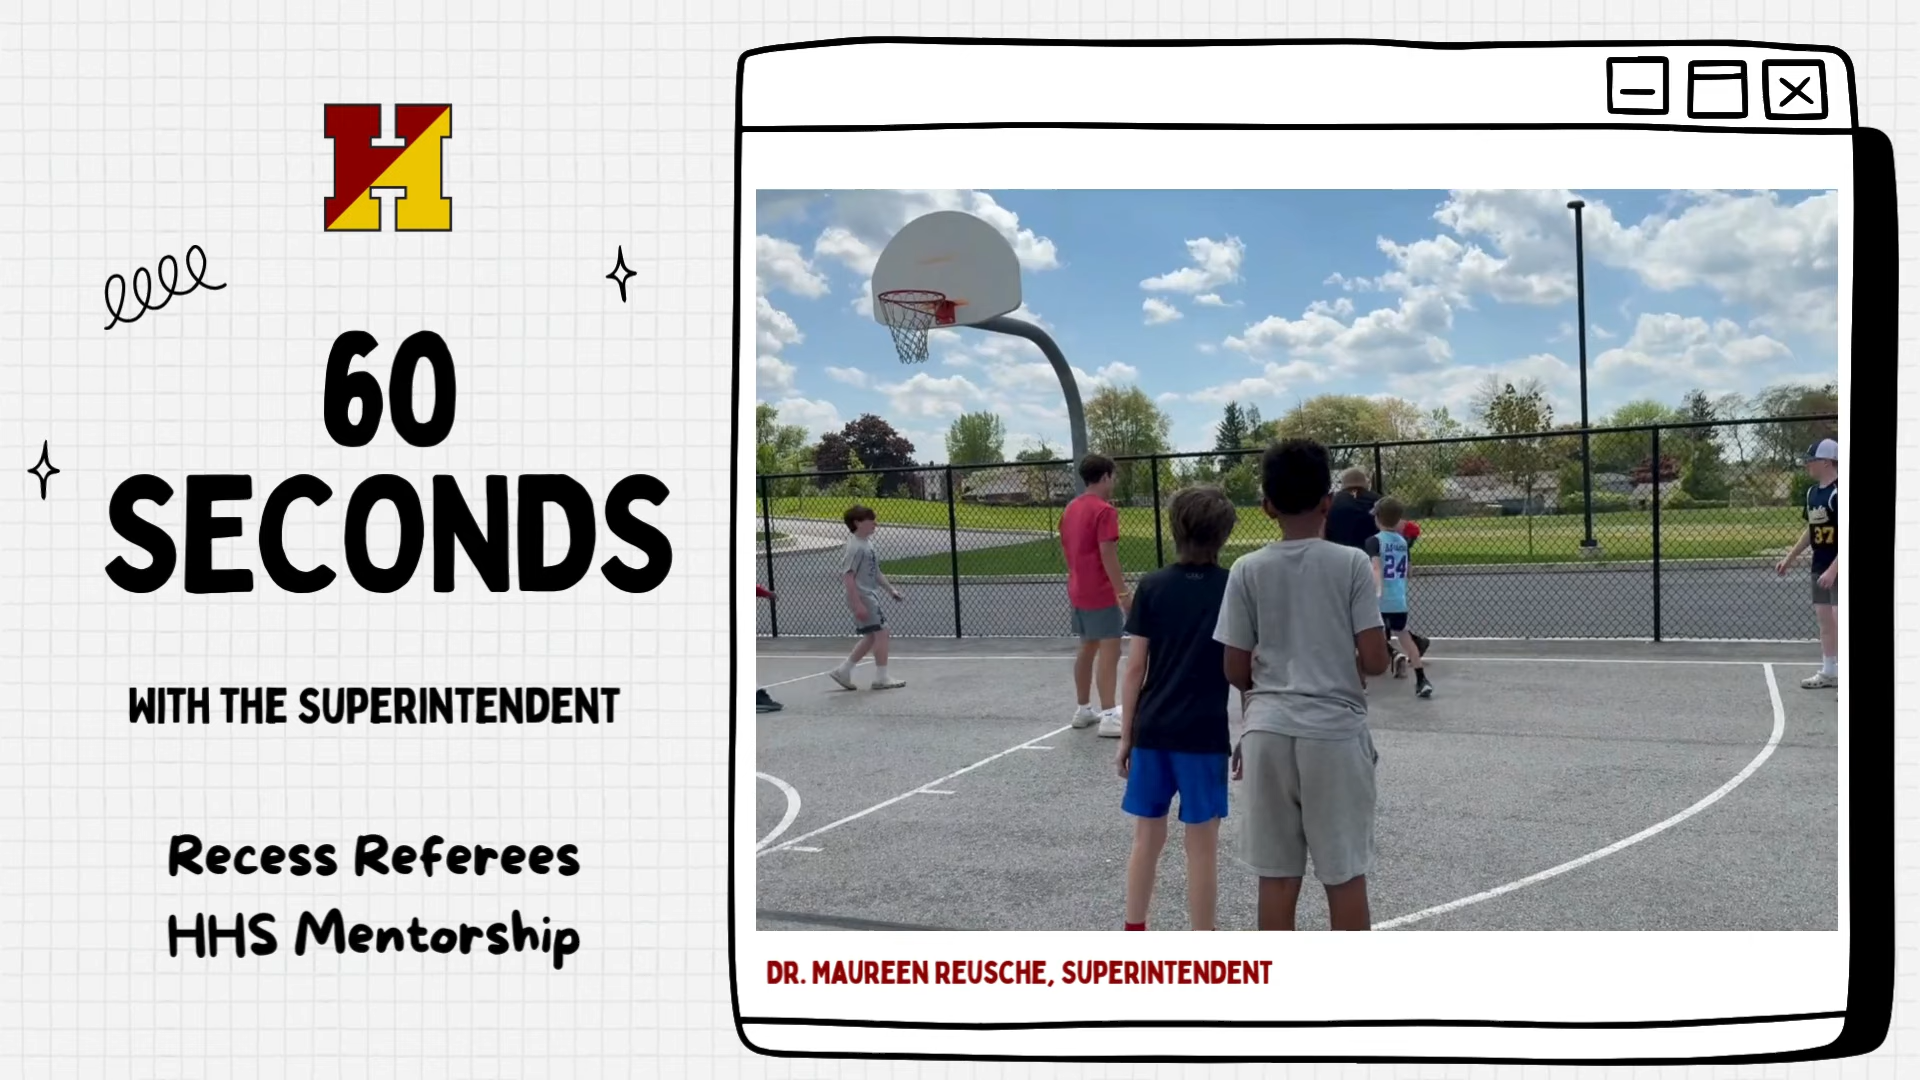 H
60
SECONDS
WITH THE SUPERINTENDENT
Recess Referees
HHS Mentorship
24
37
DR. MAUREEN REUSCHE, SUPERINTENDENT